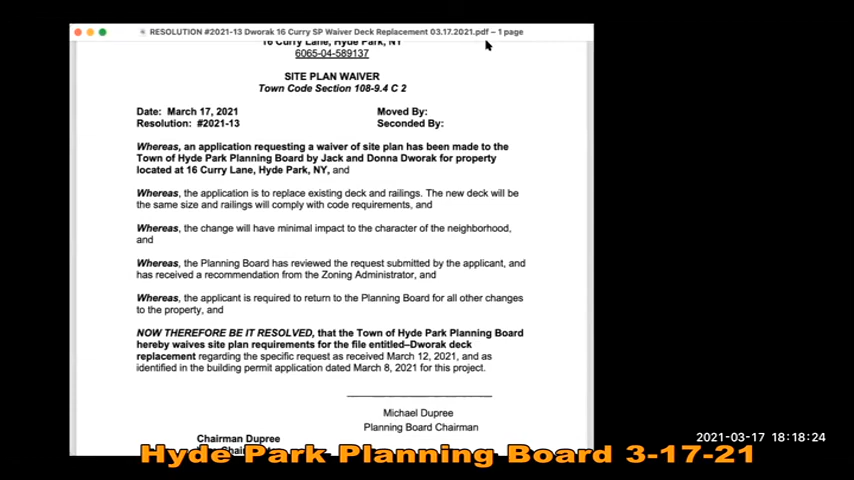 RESOLUTION #2021-13 Dworak 16 Curry SP Waiver Deck Replacement 03.17.2021.pdf – 1 page
16 Curry Lane, Hyde Park, NY
6065-04-589137
SITE PLAN WAIVER
Town Code Section 108-9.4 C 2
Date: March 17, 2021 Moved By:
Resolution: #2021-13 Seconded By:
Whereas, an application requesting a waiver of site plan has been made to the
Town of Hyde Park Planning Board by Jack and Donna Dworak for property
located at 16 Curry Lane, Hyde Park, NY, and
Whereas, the application is to replace existing deck and railings. The new deck will be
the same size and railings will comply with code requirements, and
Whereas, the change will have minimal impact to the character of the neighborhood,
and
Whereas, the Planning Board has reviewed the request submitted by the applicant, and
has received a recommendation from the Zoning Administrator, and
Whereas, the applicant is required to return to the Planning Board for all other changes
to the property, and
NOW THEREFORE BE IT RESOLVED, that the Town of Hyde Park Planning Board
hereby waives site plan requirements for the file entitled–Dworak deck
replacement regarding the specific request as received March 12, 2021, and as
identified in the building permit application dated March 8, 2021 for this project.
Michael Dupree
Planning Board Chairman
Chairman Dupree
2021-03-17 18:18:24
Hyde Park Planning Board 3-17-21